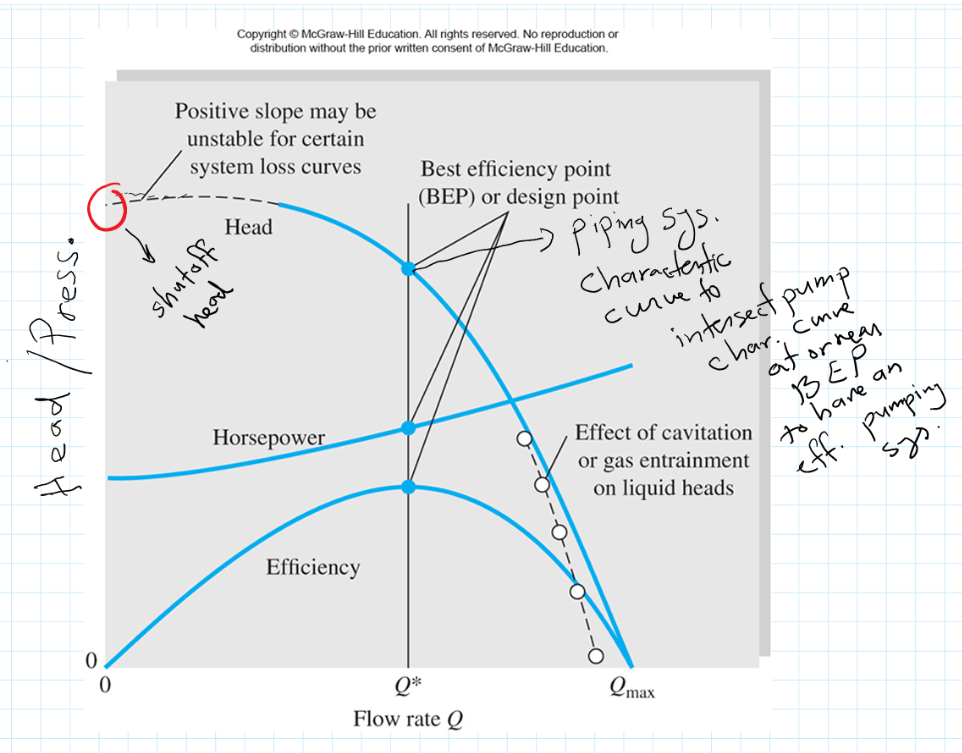 Copyright © McGraw-Hill Education. All rights reserved. No reproduction or
distribution without the prior written consent of McGraw-Hill Education.
Positive slope may be
unstable for certain
system loss curves
Best efficiency point
(BEP) or design point
Head
shutoff
head
piping sys.
curve to
intersect pump
char. curve
at or near
BEP
to have an
eff. pumping
sys.
Head / Press.
Horsepower
Effect of cavitation
or gas entrainment
on liquid heads
Efficiency
0
0
Q*
Qmax
Flow rate Q